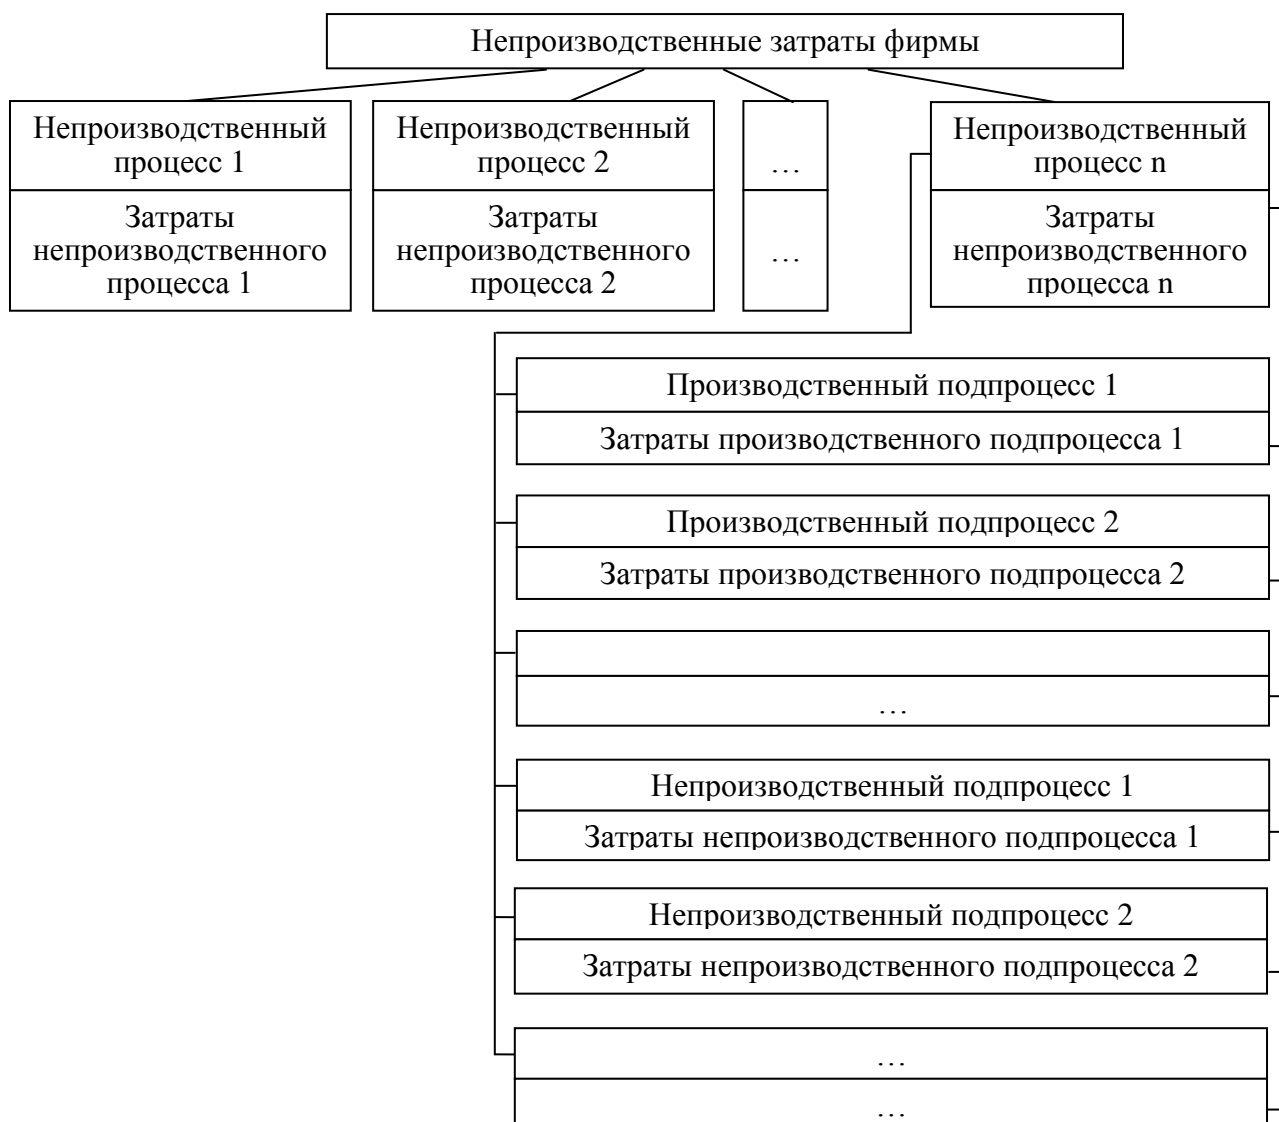 Непроизводственные затраты фирмы
Непроизводственный
процесс 1
Затраты
непроизводственного
процесса 1
Непроизводственный
процесс 2
Затраты
непроизводственного
процесса 2
…
…
Непроизводственный
процесс n
Затраты
непроизводственного
процесса n
Производственный подпроцесс 1
Затраты производственного подпроцесса 1
Производственный подпроцесс 2
Затраты производственного подпроцесса 2
…
Непроизводственный подпроцесс 1
Затраты непроизводственного подпроцесса 1
Непроизводственный подпроцесс 2
Затраты непроизводственного подпроцесса 2
…
…